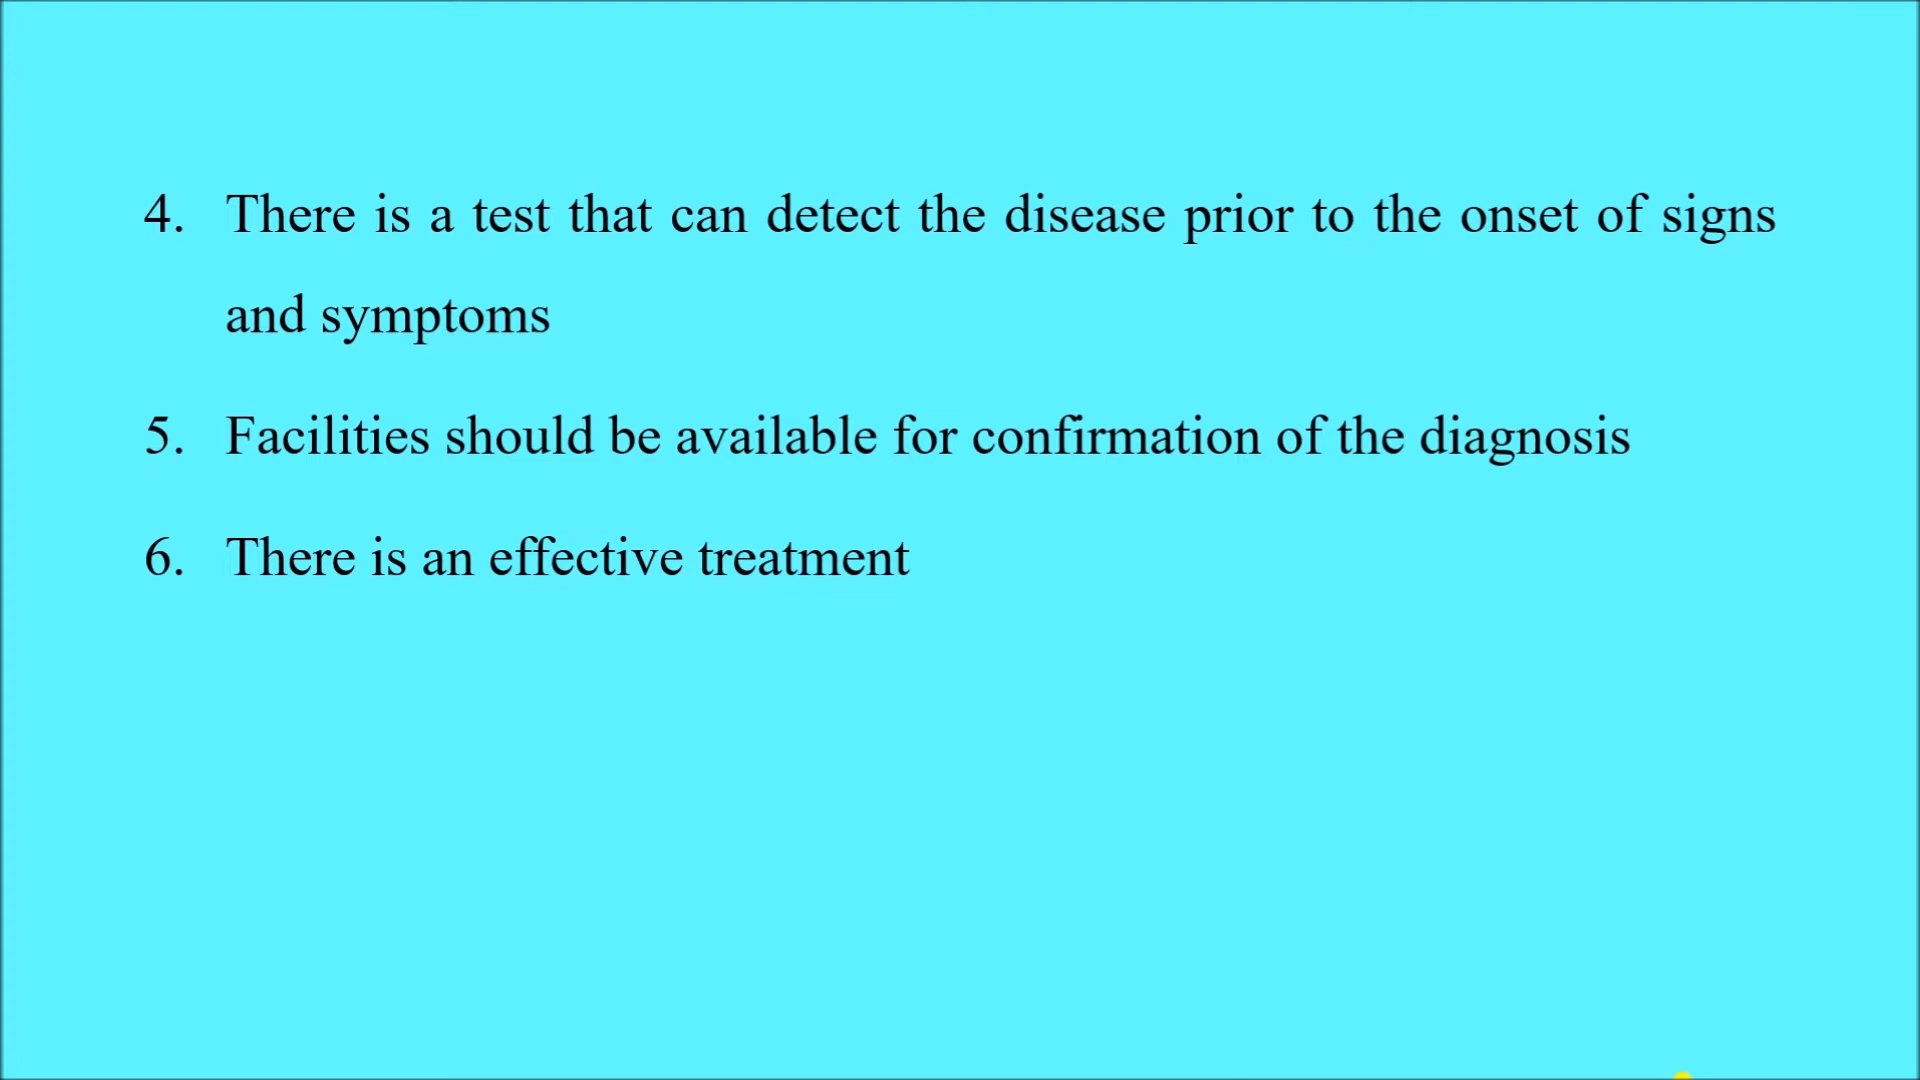 4. There is a test that can detect the disease prior to the onset of signs
and symptoms
5. Facilities should be available for confirmation of the diagnosis
6. There is an effective treatment